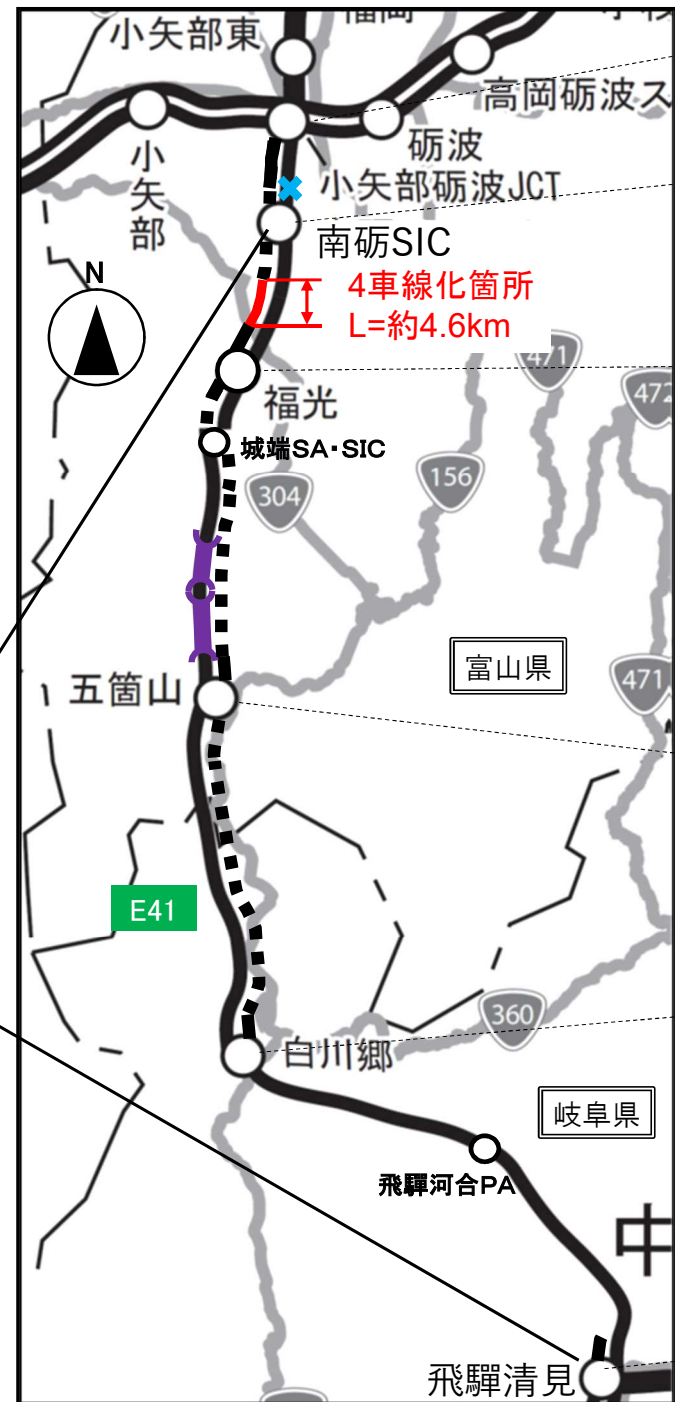 福岡
小矢部東
高岡砺波ス
砺波
小矢部
小矢部砺波JCT
南砺SIC
N
4車線化箇所
L=約4.6km
471
472
福光
城端SA・SIC
156
304
富山県
471
五箇山
E41
360
白川郷
岐阜県
飛驒河合PA
中
飛驒清見